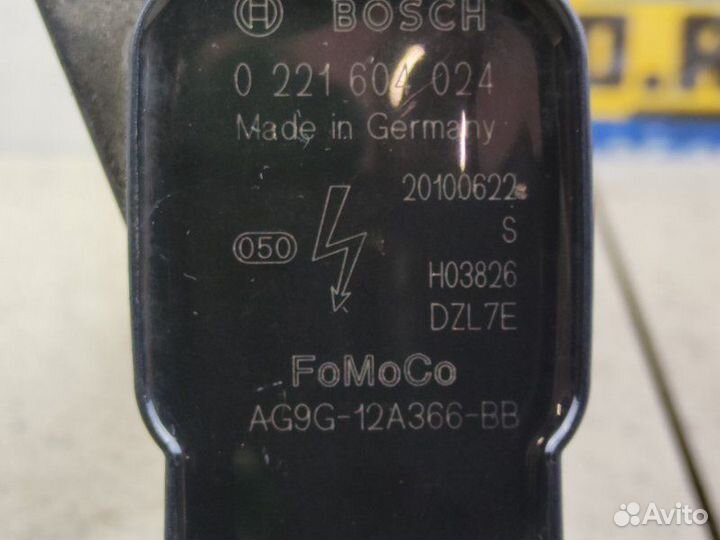 BOSCH
0 221 604 024
Made in Germany
20100622
S
050
H03826
DZL7E
FoMoCo
AG9G-12A366-BB
Avito